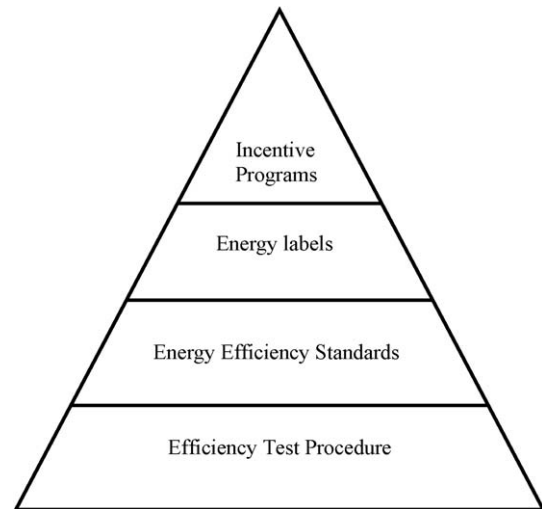 Incentive
Programs
Energy labels
Energy Efficiency Standards
Efficiency Test Procedure